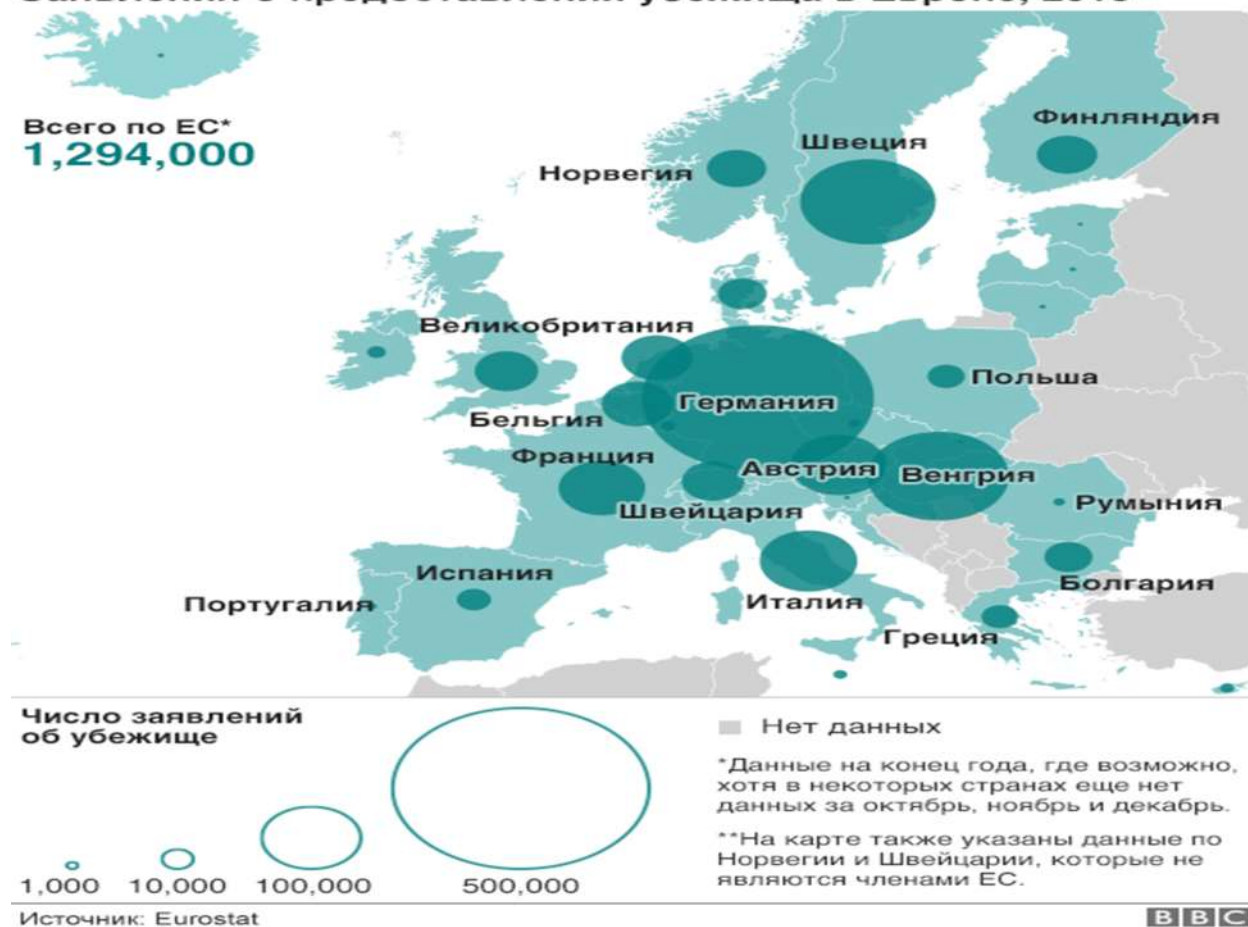 Всего по ЕС*
1,294,000
Финляндия
Швеция
Норвегия
Великобритания
Польша
Германия
Бельгия
Франция
Австрия
Венгрия
Румыния
Швейцария
Испания
Болгария
Португалия
Италия
Греция
Число заявлений
об убежище
1,000 10,000 100,000 500,000
Нет данных
*Данные на конец года, где возможно,
хотя в некоторых странах еще нет
данных за октябрь, ноябрь и декабрь.
**На карте также указаны данные по
Норвегии и Швейцарии, которые не
являются членами ЕС.
Источник: Eurostat
BBC